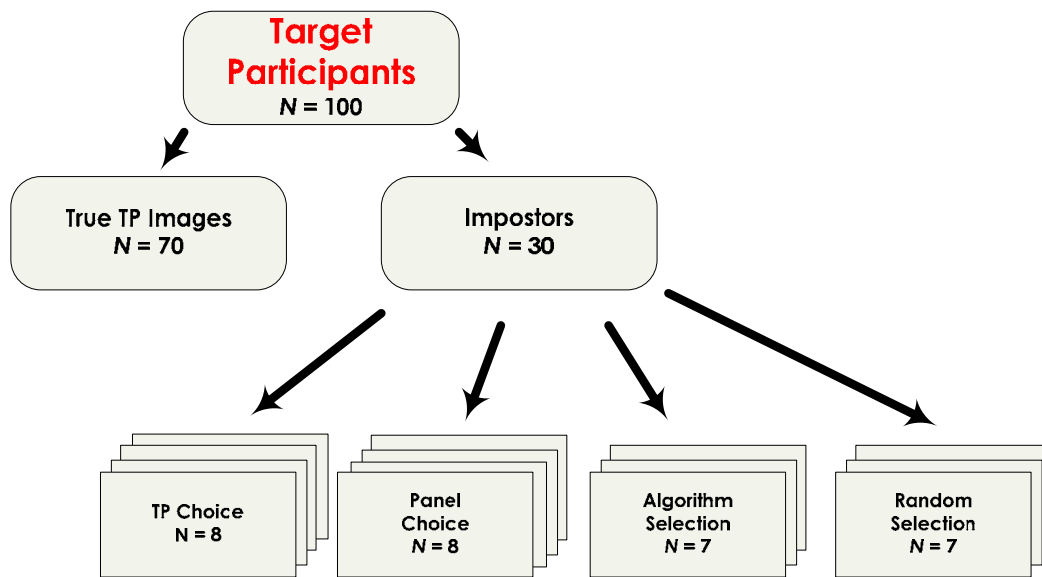 Target
Participants
N = 100
True TP Images
N = 70
Impostors
N = 30
TP Choice
N = 8
Panel
Choice
N = 8
Algorithm
Selection
N = 7
Random
Selection
N = 7